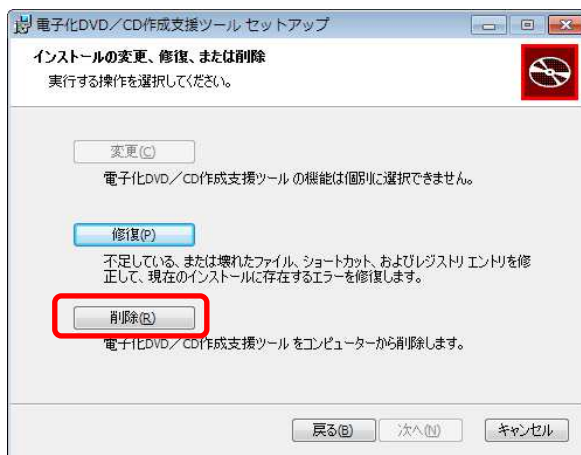 電子化DVD／CD作成支援ツール セットアップ
インストールの変更、修復、または削除
実行する操作を選択してください。
変更(C)
電子化DVD／CD作成支援ツール の機能は個別に選択できません。
修復(P)
不足している、または壊れたファイル、ショートカット、およびレジストリ エントリを修
正して、現在のインストールに存在するエラーを修復します。
削除(R)
電子化DVD／CD作成支援ツール をコンピューターから削除します。
戻る(B) 次へ(N) キャンセル